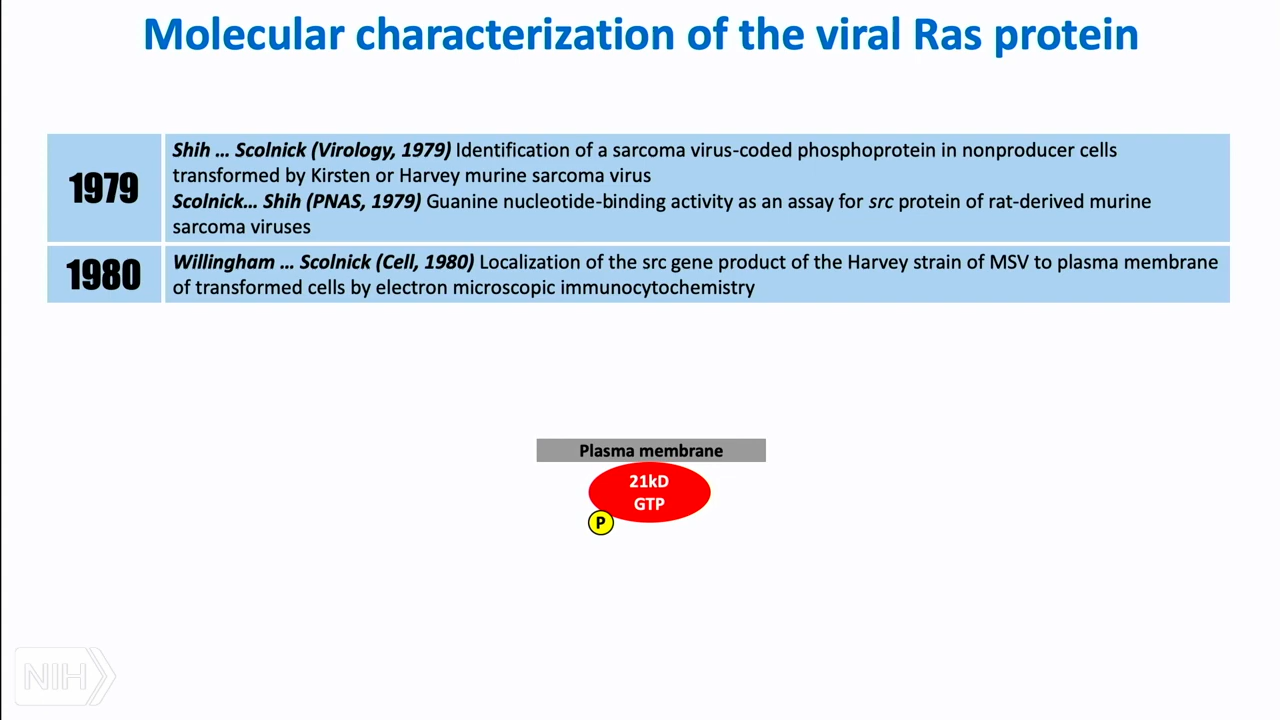 Molecular characterization of the viral Ras protein
1979
Shih … Scolnick (Virology, 1979) Identification of a sarcoma virus-coded phosphoprotein in nonproducer cells
transformed by Kirsten or Harvey murine sarcoma virus
Scolnick… Shih (PNAS, 1979) Guanine nucleotide-binding activity as an assay for src protein of rat-derived murine
sarcoma viruses
1980
Willingham … Scolnick (Cell, 1980) Localization of the src gene product of the Harvey strain of MSV to plasma membrane
of transformed cells by electron microscopic immunocytochemistry
Plasma membrane
21kD
GTP
P
NIH